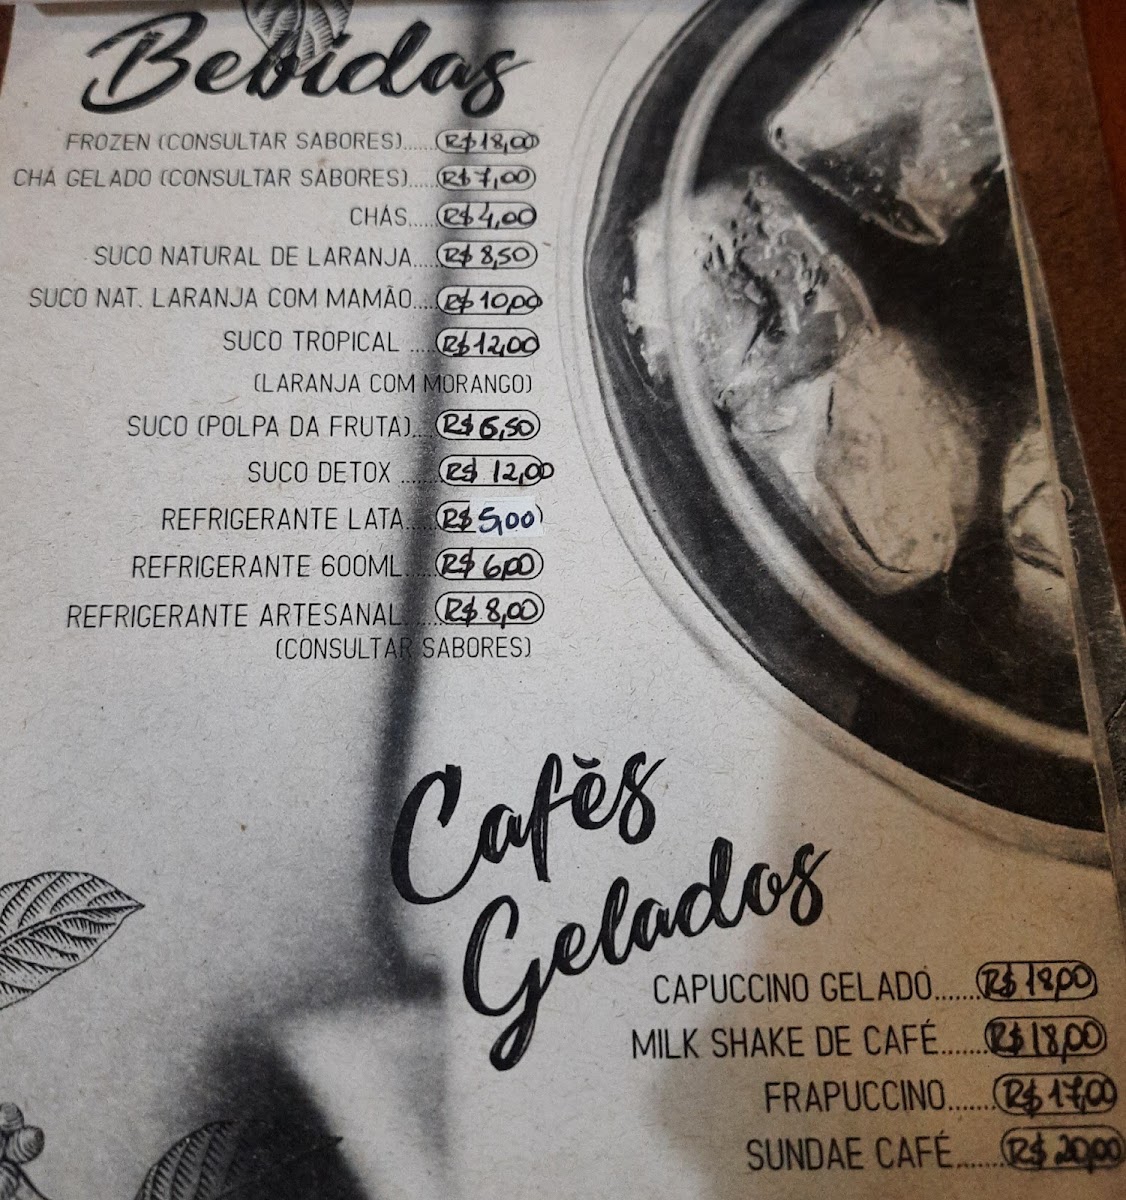 Bebidas
FROZEN (CONSULTAR SABORES)......R$18,00
CHÁ GELADO (CONSULTAR SABORES).....R$7,00
CHÁS.....R$4,00
SUCO NATURAL DE LARANJA....R$8,50
SUCO NAT. LARANJA COM MAMÃO....R$10,00
SUCO TROPICAL .....R$12,00
(LARANJA COM MORANGO)
SUCO (POLPA DA FRUTA)...R$6,50
SUCO DETOX ......R$ 12,00
REFRIGERANTE LATA.....R$5,00
REFRIGERANTE 600ML.....R$6,00
REFRIGERANTE ARTESANAL.....R$8,00
(CONSULTAR SABORES)
Cafès
Gelados
CAPUCCINO GELADO.......R$18,00
MILK SHAKE DE CAFÉ.......R$18,00
FRAPUCCINO.......R$17,00
SUNDAE CAFÉ.......R$20,00